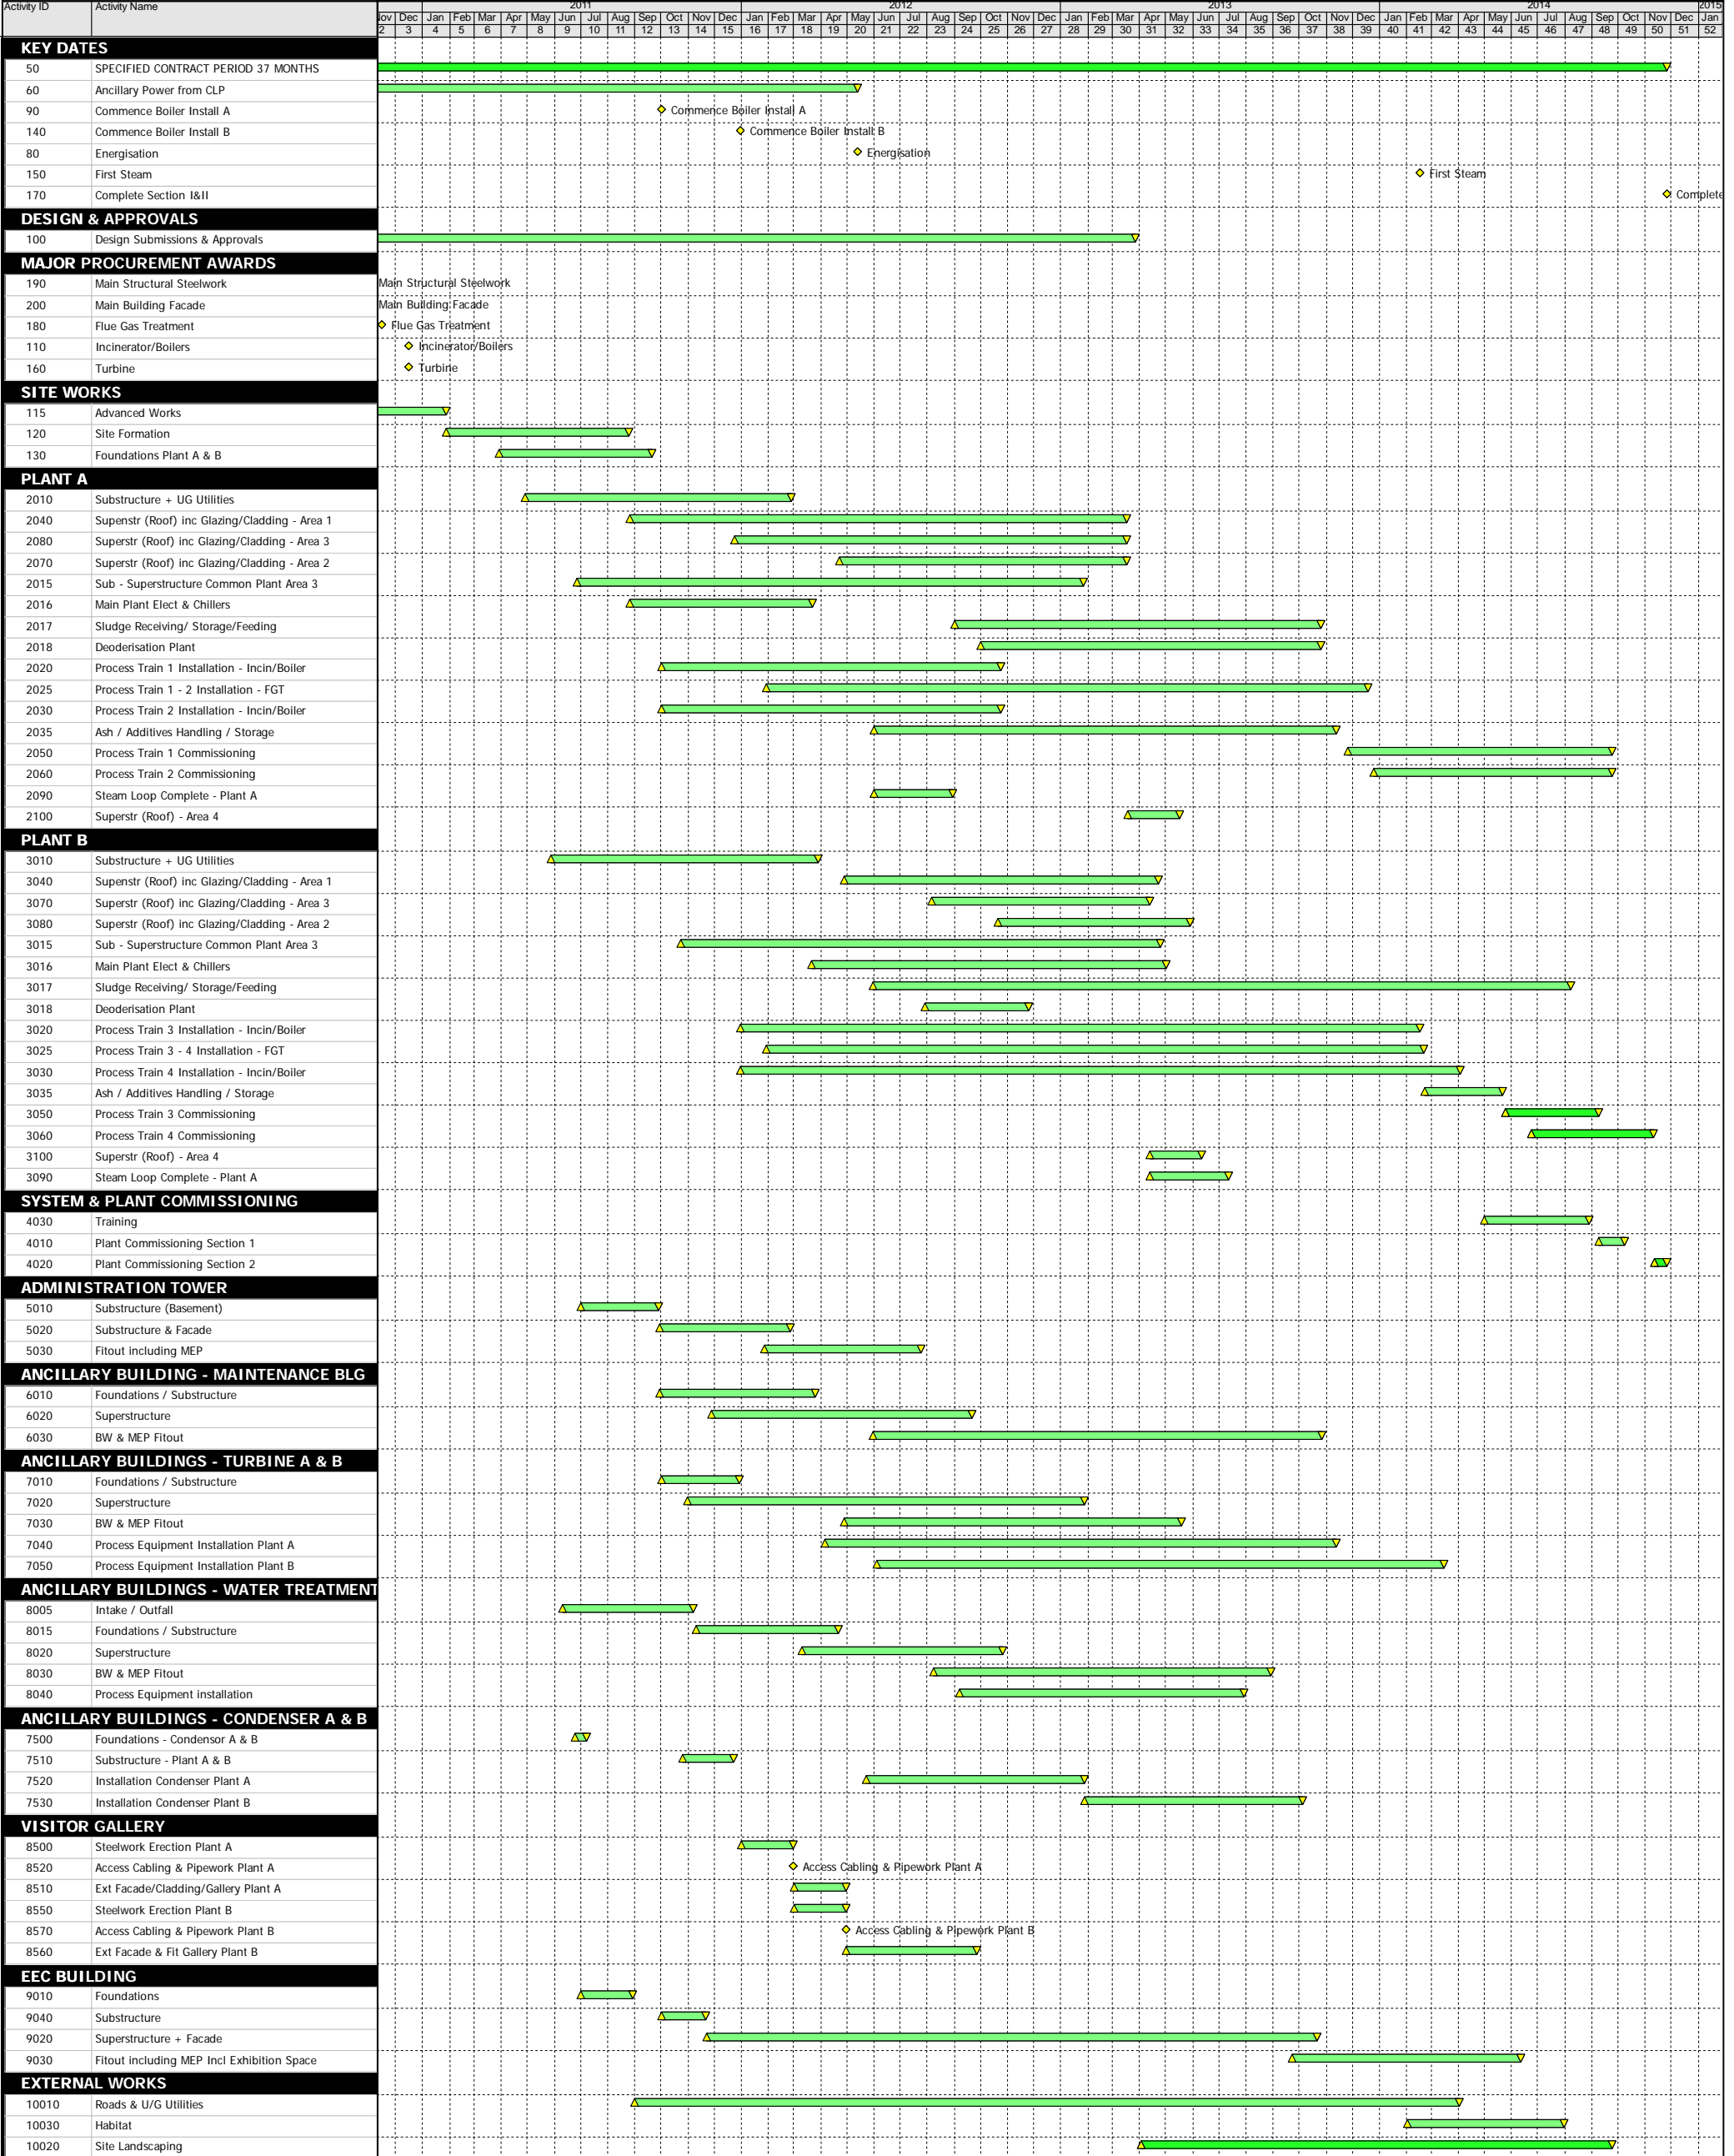 Activity ID Activity Name 2011 2012 2013 2014 2015
Nov Dec Jan Feb Mar Apr May Jun Jul Aug Sep Oct Nov Dec Jan Feb Mar Apr May Jun Jul Aug Sep Oct Nov Dec Jan Feb Mar Apr May Jun Jul Aug Sep Oct Nov Dec Jan Feb Mar Apr May Jun Jul Aug Sep Oct Nov Dec Jan
2 3 4 5 6 7 8 9 10 11 12 13 14 15 16 17 18 19 20 21 22 23 24 25 26 27 28 29 30 31 32 33 34 35 36 37 38 39 40 41 42 43 44 45 46 47 48 49 50 51 52
KEY DATES
50 SPECIFIED CONTRACT PERIOD 37 MONTHS
60 Ancillary Power from CLP
90 Commence Boiler Install A Commence Boiler Install A
140 Commence Boiler Install B Commence Boiler Install B
80 Energisation Energisation
150 First Steam First Steam
170 Complete Section I&II Complete
DESIGN & APPROVALS
100 Design Submissions & Approvals
MAJOR PROCUREMENT AWARDS
190 Main Structural Steelwork Main Structural Steelwork
200 Main Building Facade Main Building Facade
180 Flue Gas Treatment Flue Gas Treatment
110 Incinerator/Boilers Incinerator/Boilers
160 Turbine Turbine
SITE WORKS
115 Advanced Works
120 Site Formation
130 Foundations Plant A & B
PLANT A
2010 Substructure + UG Utilities
2040 Supenstr (Roof) inc Glazing/Cladding - Area 1
2080 Superstr (Roof) inc Glazing/Cladding - Area 3
2070 Superstr (Roof) inc Glazing/Cladding - Area 2
2015 Sub - Superstructure Common Plant Area 3
2016 Main Plant Elect & Chillers
2017 Sludge Receiving/ Storage/Feeding
2018 Deoderisation Plant
2020 Process Train 1 Installation - Incin/Boiler
2025 Process Train 1 - 2 Installation - FGT
2030 Process Train 2 Installation - Incin/Boiler
2035 Ash / Additives Handling / Storage
2050 Process Train 1 Commissioning
2060 Process Train 2 Commissioning
2090 Steam Loop Complete - Plant A
2100 Superstr (Roof) - Area 4
PLANT B
3010 Substructure + UG Utilities
3040 Supenstr (Roof) inc Glazing/Cladding - Area 1
3070 Superstr (Roof) inc Glazing/Cladding - Area 3
3080 Superstr (Roof) inc Glazing/Cladding - Area 2
3015 Sub - Superstructure Common Plant Area 3
3016 Main Plant Elect & Chillers
3017 Sludge Receiving/ Storage/Feeding
3018 Deoderisation Plant
3020 Process Train 3 Installation - Incin/Boiler
3025 Process Train 3 - 4 Installation - FGT
3030 Process Train 4 Installation - Incin/Boiler
3035 Ash / Additives Handling / Storage
3050 Process Train 3 Commissioning
3060 Process Train 4 Commissioning
3100 Superstr (Roof) - Area 4
3090 Steam Loop Complete - Plant A
SYSTEM & PLANT COMMISSIONING
4030 Training
4010 Plant Commissioning Section 1
4020 Plant Commissioning Section 2
ADMINISTRATION TOWER
5010 Substructure (Basement)
5020 Substructure & Facade
5030 Fitout including MEP
ANCILLARY BUILDING - MAINTENANCE BLG
6010 Foundations / Substructure
6020 Superstructure
6030 BW & MEP Fitout
ANCILLARY BUILDINGS - TURBINE A & B
7010 Foundations / Substructure
7020 Superstructure
7030 BW & MEP Fitout
7040 Process Equipment Installation Plant A
7050 Process Equipment Installation Plant B
ANCILLARY BUILDINGS - WATER TREATMENT
8005 Intake / Outfall
8015 Foundations / Substructure
8020 Superstructure
8030 BW & MEP Fitout
8040 Process Equipment installation
ANCILLARY BUILDINGS - CONDENSER A & B
7500 Foundations - Condensor A & B
7510 Substructure - Plant A & B
7520 Installation Condenser Plant A
7530 Installation Condenser Plant B
VISITOR GALLERY
8500 Steelwork Erection Plant A
8520 Access Cabling & Pipework Plant A Access Cabling & Pipework Plant A
8510 Ext Facade/Cladding/Gallery Plant A
8550 Steelwork Erection Plant B
8570 Access Cabling & Pipework Plant B Access Cabling & Pipework Plant B
8560 Ext Facade & Fit Gallery Plant B
EEC BUILDING
9010 Foundations
9040 Substructure
9020 Superstructure + Facade
9030 Fitout including MEP Incl Exhibition Space
EXTERNAL WORKS
10010 Roads & U/G Utilities
10030 Habitat
10020 Site Landscaping